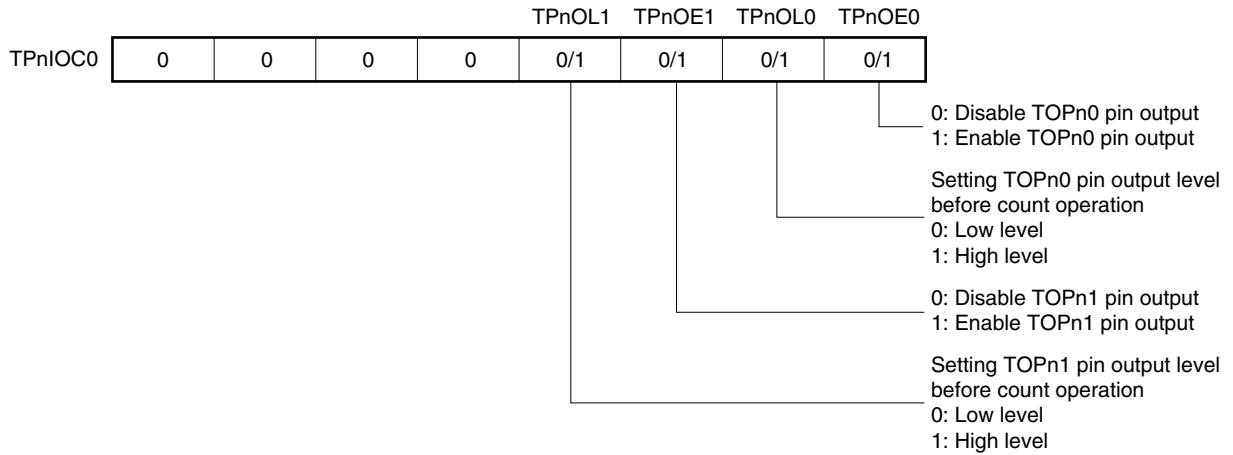 TPnOL1 TPnOE1 TPnOL0 TPnOE0
TPnIOC0 0 0 0 0 0/1 0/1 0/1 0/1
0: Disable TOPn0 pin output
1: Enable TOPn0 pin output
Setting TOPn0 pin output level
before count operation
0: Low level
1: High level
0: Disable TOPn1 pin output
1: Enable TOPn1 pin output
Setting TOPn1 pin output level
before count operation
0: Low level
1: High level